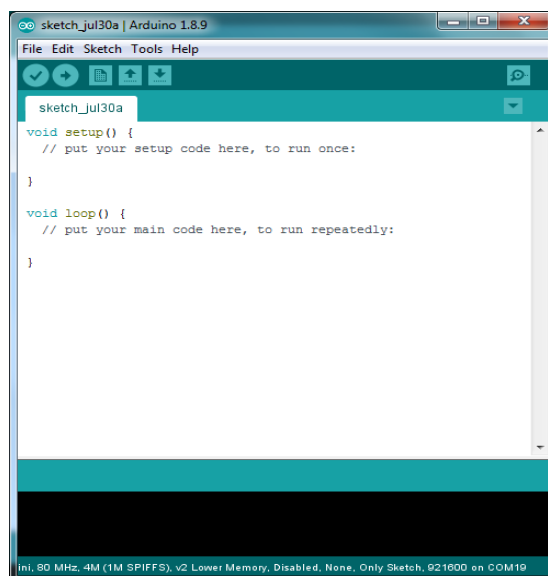 sketch_jul30a | Arduino 1.8.9
File Edit Sketch Tools Help
sketch_jul30a
void setup() {
  // put your setup code here, to run once:
}
void loop() {
  // put your main code here, to run repeatedly:
}
ini, 80 MHz, 4M (1M SPIFFS), v2 Lower Memory, Disabled, None, Only Sketch, 921600 on COM19